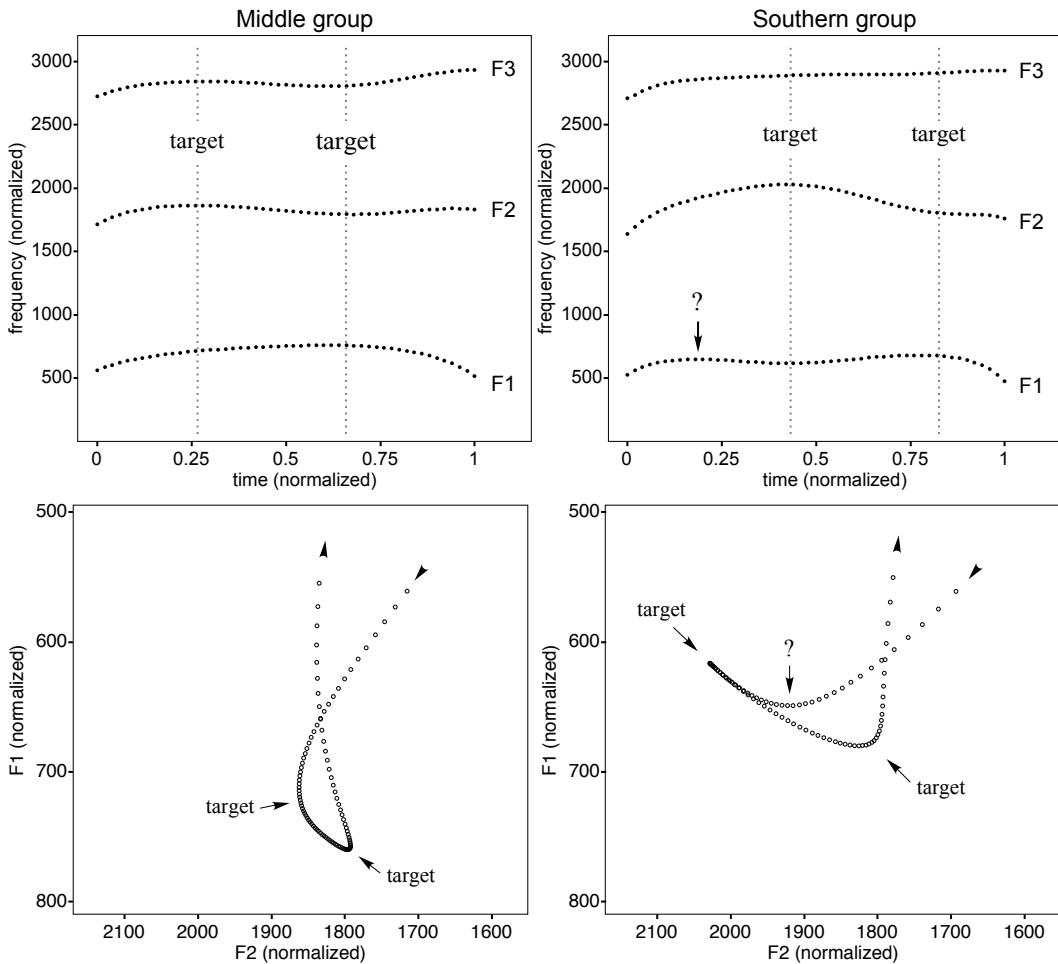 Middle group
3000
2500
2000
1500
1000
500
frequency (normalized)
target
target
F3
F2
F1
0
0.25
0.5
0.75
1
time (normalized)
Southern group
3000
2500
2000
1500
1000
500
frequency (normalized)
target
target
?
F3
F2
F1
0
0.25
0.5
0.75
1
time (normalized)
500
600
700
800
F1 (normalized)
target
target
2100
2000
1900
1800
1700
1600
F2 (normalized)
500
600
700
800
F1 (normalized)
target
?
target
2100
2000
1900
1800
1700
1600
F2 (normalized)